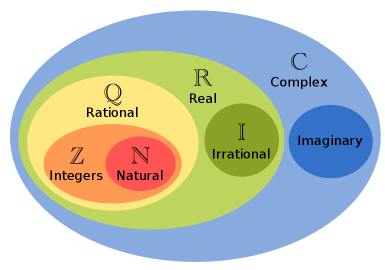 ℂ
Complex
ℝ
Real
ℚ
Rational
𝕀
Irrational
Imaginary
ℤ
Integers
ℕ
Natural